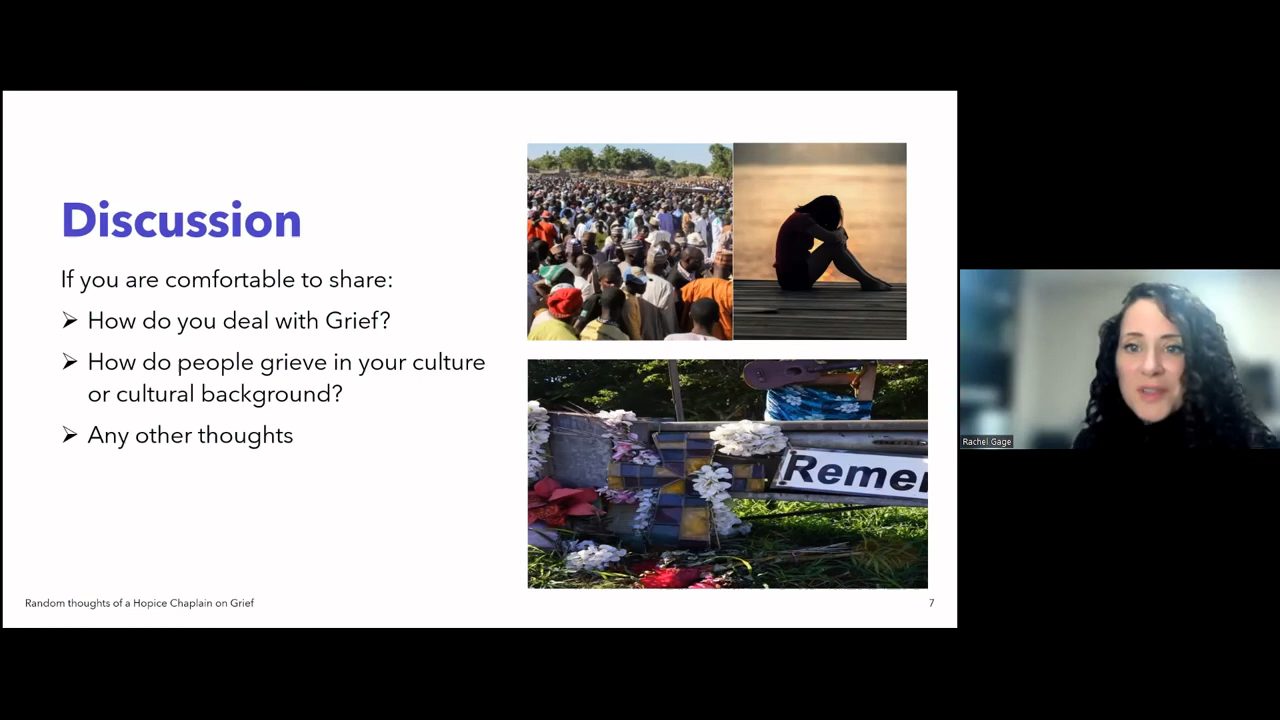 Discussion
If you are comfortable to share:
➢ How do you deal with Grief?
➢ How do people grieve in your culture
or cultural background?
➢ Any other thoughts
Remem
Random thoughts of a Hopice Chaplain on Grief
7
Rachel Gage